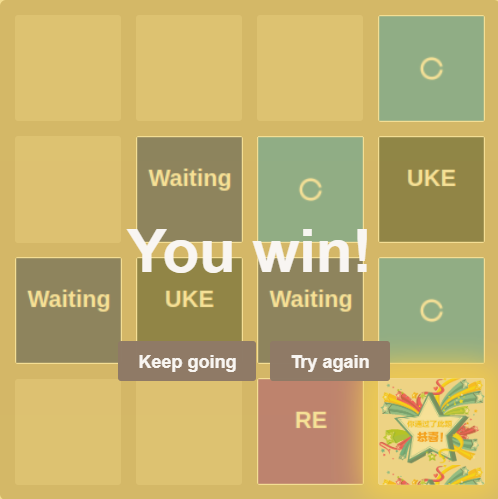 Waiting
UKE
You win!
Waiting
UKE
Waiting
Keep going
Try again
RE
恭喜!